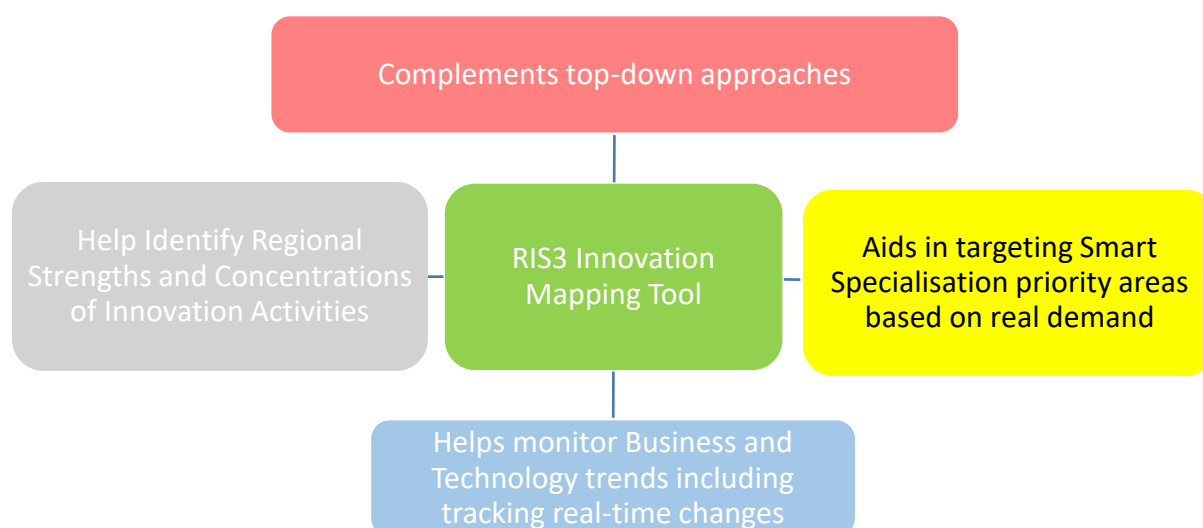 Complements top-down approaches
Help Identify Regional
Strengths and Concentrations
of Innovation Activities
RIS3 Innovation
Mapping Tool
Aids in targeting Smart
Specialisation priority areas
based on real demand
Helps monitor Business and
Technology trends including
tracking real-time changes